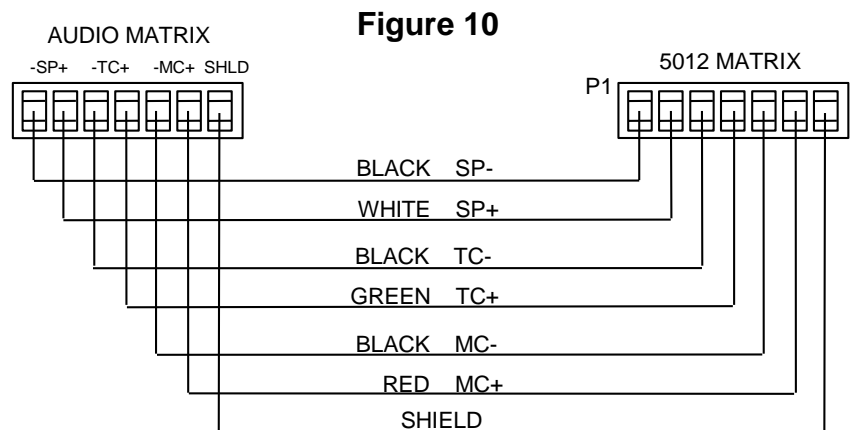 Figure 10
AUDIO MATRIX
-SP+ -TC+ -MC+ SHLD
5012 MATRIX
P1
BLACK SP-
WHITE SP+
BLACK TC-
GREEN TC+
BLACK MC-
RED MC+
SHIELD